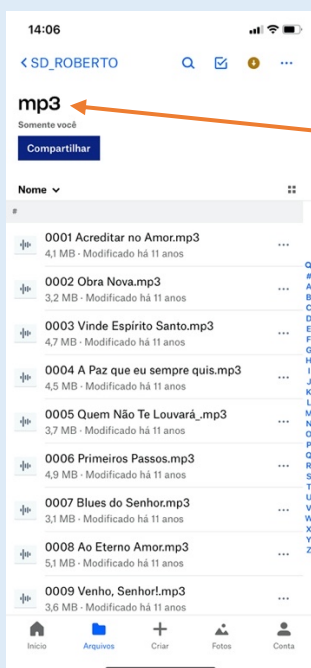 14:06
SD_ROBERTO
mp3
Somente você
Compartilhar
Nome
#
0001 Acreditar no Amor.mp3
4,1 MB · Modificado há 11 anos
0002 Obra Nova.mp3
3,2 MB · Modificado há 11 anos
0003 Vinde Espírito Santo.mp3
4,7 MB · Modificado há 11 anos
0004 A Paz que eu sempre quis.mp3
4,5 MB · Modificado há 11 anos
0005 Quem Não Te Louvará_.mp3
3,7 MB · Modificado há 11 anos
0006 Primeiros Passos.mp3
4,9 MB · Modificado há 11 anos
0007 Blues do Senhor.mp3
3,1 MB · Modificado há 11 anos
0008 Ao Eterno Amor.mp3
5,1 MB · Modificado há 11 anos
0009 Venho, Senhor!.mp3
3,6 MB · Modificado há 11 anos
#
A
B
C
D
E
F
G
H
I
J
K
L
M
N
O
P
Q
R
S
T
U
V
W
X
Y
Z
Início Arquivos Criar Fotos Conta